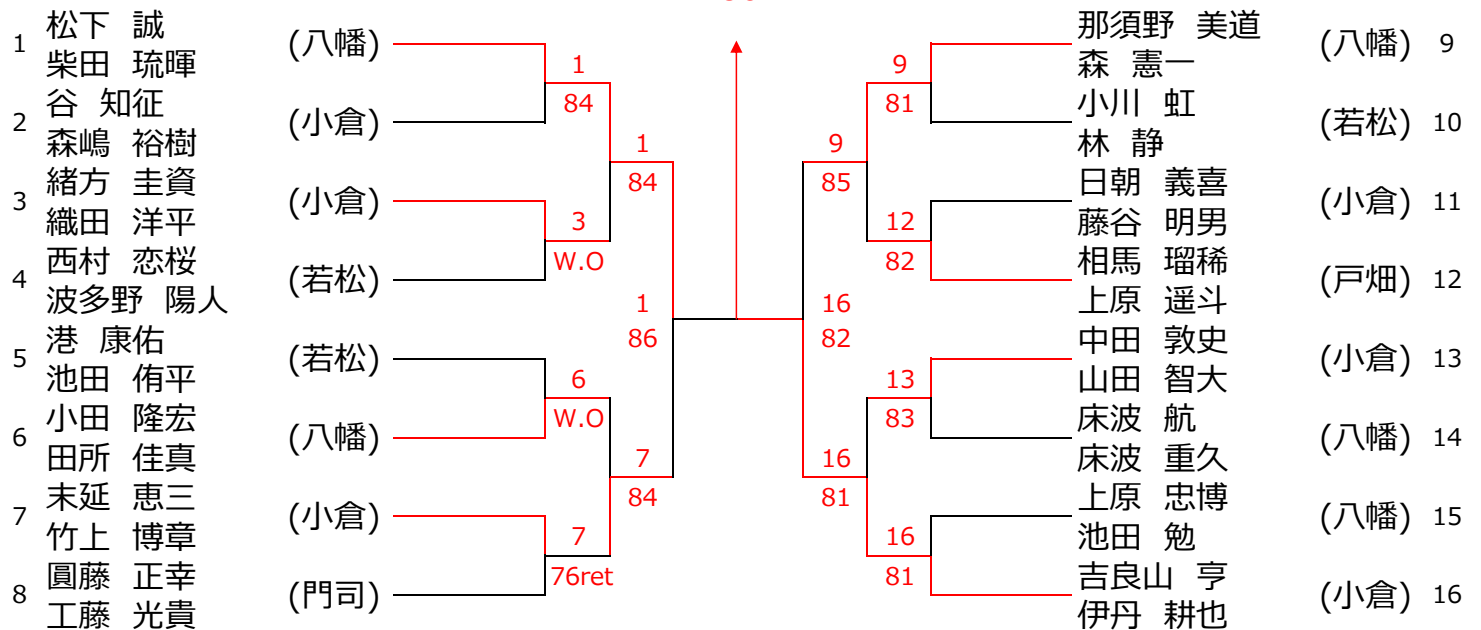 1 松下 誠 (八幡)
柴田 琉暉
2 谷 知征 (小倉)
森嶋 裕樹
3 緒方 圭資 (小倉)
織田 洋平
4 西村 恋桜 (若松)
波多野 陽人
5 港 康佑 (若松)
池田 侑平
6 小田 隆宏 (八幡)
田所 佳真
7 末延 恵三 (小倉)
竹上 博章
8 圓藤 正幸 (門司)
工藤 光貴
1
84
3
W.O
6
W.O
7
76ret
1
84
7
84
1
86
16
82
9
85
16
81
9
81
12
82
13
83
16
81
那須野 美道 (八幡) 9
森 憲一
小川 虹 (若松) 10
林 静
日朝 義喜 (小倉) 11
藤谷 明男
相馬 瑠稀 (戸畑) 12
上原 遥斗
中田 敦史 (小倉) 13
山田 智大
床波 航 (八幡) 14
床波 重久
上原 忠博 (八幡) 15
池田 勉
吉良山 亨 (小倉) 16
伊丹 耕也